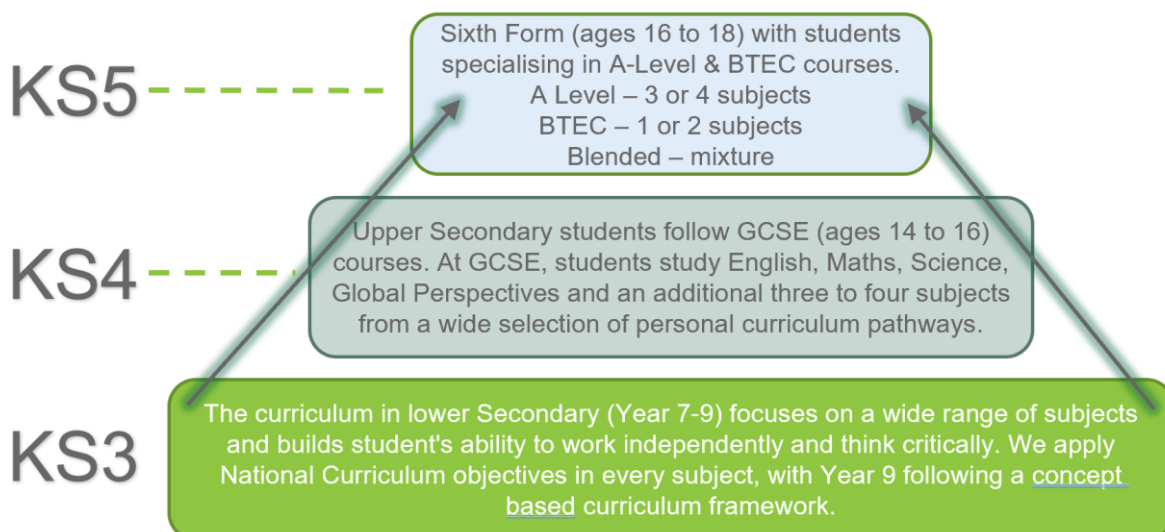 KS5
Sixth Form (ages 16 to 18) with students
specialising in A-Level & BTEC courses.
A Level – 3 or 4 subjects
BTEC – 1 or 2 subjects
Blended – mixture
KS4
Upper Secondary students follow GCSE (ages 14 to 16)
courses. At GCSE, students study English, Maths, Science,
Global Perspectives and an additional three to four subjects
from a wide selection of personal curriculum pathways.
KS3
The curriculum in lower Secondary (Year 7-9) focuses on a wide range of subjects
and builds student's ability to work independently and think critically. We apply
National Curriculum objectives in every subject, with Year 9 following a concept
based curriculum framework.